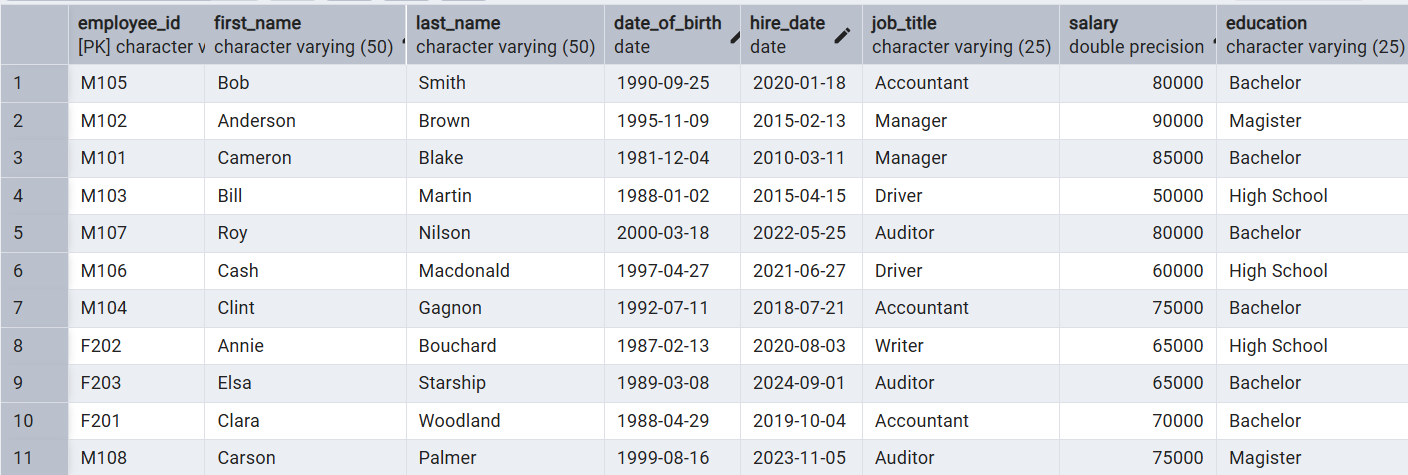 employee_id first_name last_name date_of_birth hire_date job_title salary education
[PK] character v character varying (50) character varying (50) date date character varying (25) double precision character varying (25)
1 M105 Bob Smith 1990-09-25 2020-01-18 Accountant 80000 Bachelor
2 M102 Anderson Brown 1995-11-09 2015-02-13 Manager 90000 Magister
3 M101 Cameron Blake 1981-12-04 2010-03-11 Manager 85000 Bachelor
4 M103 Bill Martin 1988-01-02 2015-04-15 Driver 50000 High School
5 M107 Roy Nilson 2000-03-18 2022-05-25 Auditor 80000 Bachelor
6 M106 Cash Macdonald 1997-04-27 2021-06-27 Driver 60000 High School
7 M104 Clint Gagnon 1992-07-11 2018-07-21 Accountant 75000 Bachelor
8 F202 Annie Bouchard 1987-02-13 2020-08-03 Writer 65000 High School
9 F203 Elsa Starship 1989-03-08 2024-09-01 Auditor 65000 Bachelor
10 F201 Clara Woodland 1988-04-29 2019-10-04 Accountant 70000 Bachelor
11 M108 Carson Palmer 1999-08-16 2023-11-05 Auditor 75000 Magister